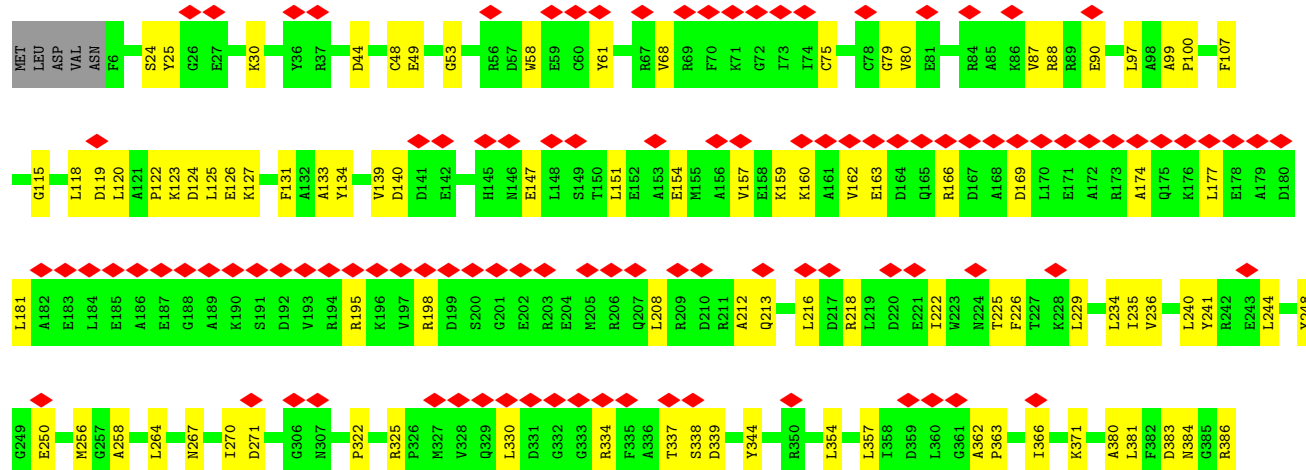 MET LEU ASP VAL ASN F6 S24 Y25 G26 E27 K30 Y36 R37 D44 C48 E49 G53 R56 D57 W58 E59 C60 Y61 R67 V68 R69 F70 K71 G72 I73 I74 C75 C78 G79 V80 E81 R84 A85 K86 V87 R88 R89 E90 L97 A98 A99 P100 F107
G115 L118 D119 L120 A121 P122 K123 D124 L125 E126 K127 F131 A132 A133 Y134 V139 D140 D141 E142 H145 N146 E147 L148 S149 T150 L151 E152 A153 E154 M155 A156 V157 E158 K159 K160 A161 V162 E163 D164 Q165 R166 D167 A168 D169 L170 E171 A172 R173 A174 Q175 K176 L177 E178 A179 D180
L181 A182 E183 L184 E185 A186 E187 G188 A189 K190 S191 D192 V193 R194 R195 K196 V197 R198 D199 S200 G201 E202 R203 E204 M205 R206 Q207 L208 R209 D210 R211 A212 Q213 L216 D217 R218 L219 D220 E221 I222 W223 N224 T225 F226 T227 K228 L229 L234 I235 V236 L240 Y241 R242 E243 L244
G249 E250 M256 G257 A258 L264 N267 I270 D271 G306 N307 P322 R325 P326 M327 V328 Q329 L330 D331 G332 G333 R334 F335 A336 T337 S338 D339 Y344 R350 L354 L357 I358 D359 L360 G361 A362 P363 I366 K371 A380 L381 F382 D383 N384 G385 R386